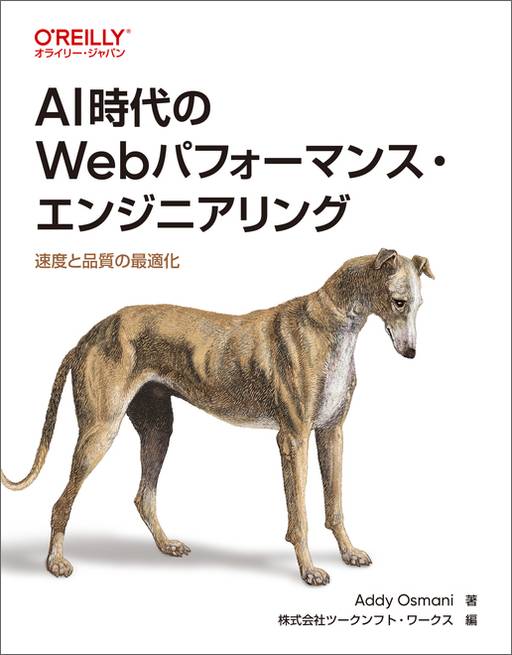 O'REILLY®
オライリー・ジャパン
AI時代の
Webパフォーマンス・
エンジニアリング
速度と品質の最適化
Addy Osmani 著
株式会社ツークンフト・ワークス 編